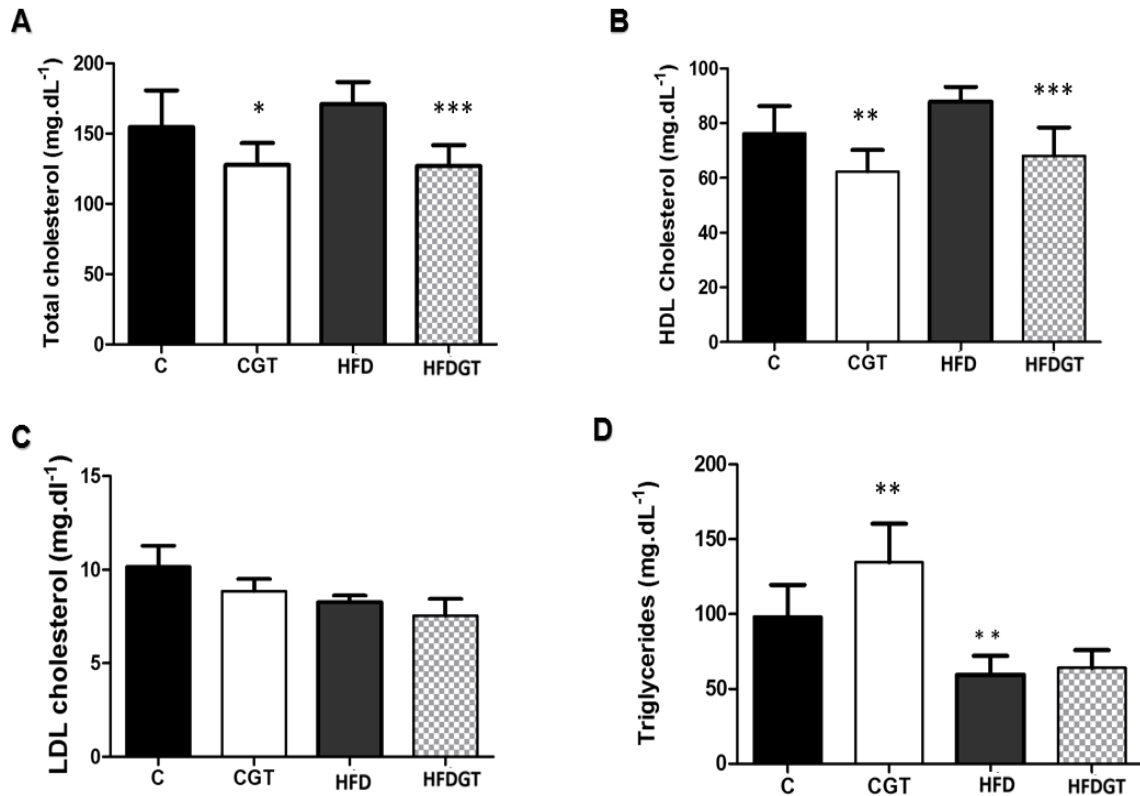 A
Total cholesterol (mg.dL⁻¹)
200
150
100
50
0
*
***
C CGT HFD HFDGT
B
HDL Cholesterol (mg.dL⁻¹)
100
80
60
40
20
0
**
***
C CGT HFD HFDGT
C
LDL cholesterol (mg.dl⁻¹)
15
10
5
0
C CGT HFD HFDGT
D
Triglycerides (mg.dL⁻¹)
200
150
100
50
0
**
**
C CGT HFD HFDGT